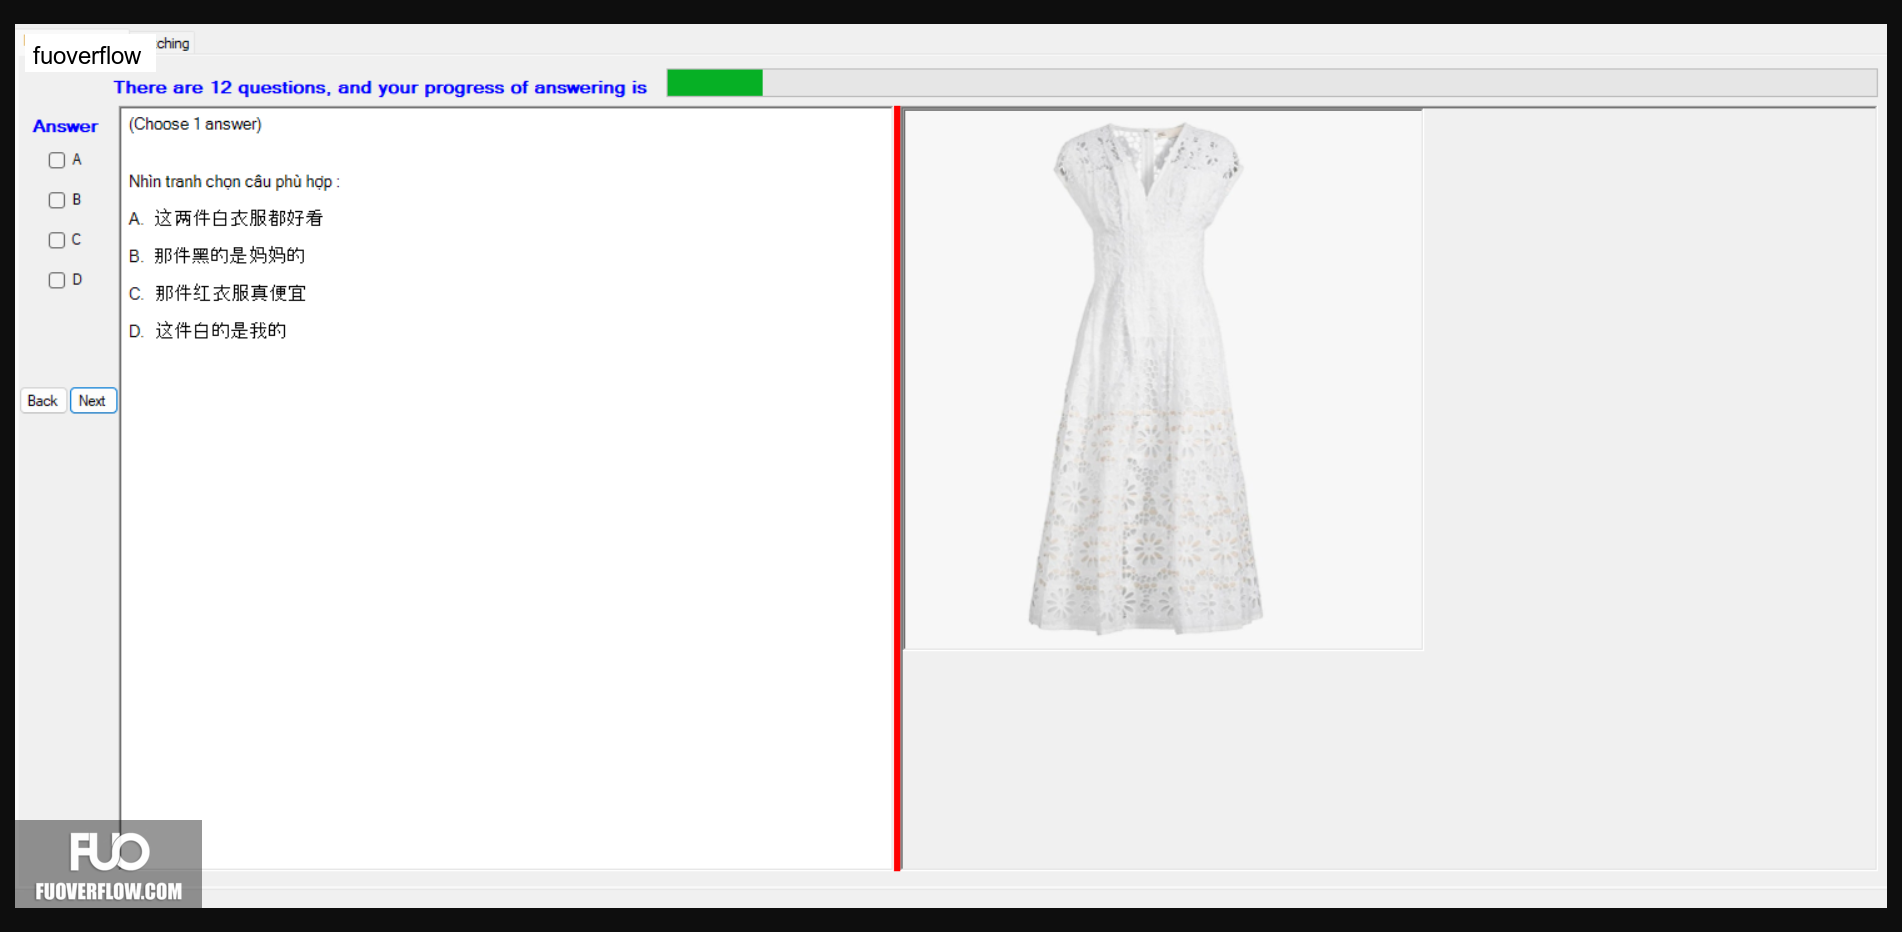 fuoverflow
ching
There are 12 questions, and your progress of answering is
Answer
A
B
C
D
Back
Next
(Choose 1 answer)
Nhìn tranh chọn câu phù hợp :
A. 这两件白衣服都好看
B. 那件黑的是妈妈的
C. 那件红衣服真便宜
D. 这件白的是我的
FUO
FUOVERFLOW.COM